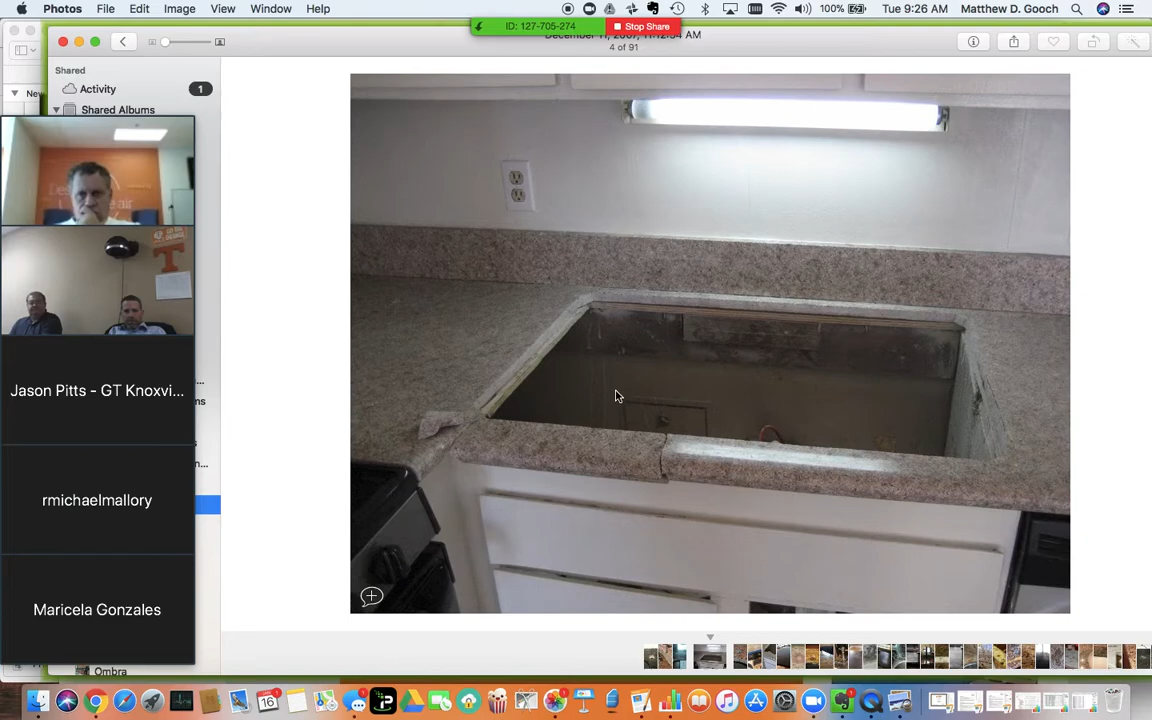 Photos File Edit Image View Window Help
100% Tue 9:26 AM Matthew D. Gooch
ID: 127-705-274 Stop Share
4 of 91
Shared
Activity 1
Shared Albums
New
Jason Pitts - GT Knoxvi...
rmichaelmallory
Maricela Gonzales
Ombra